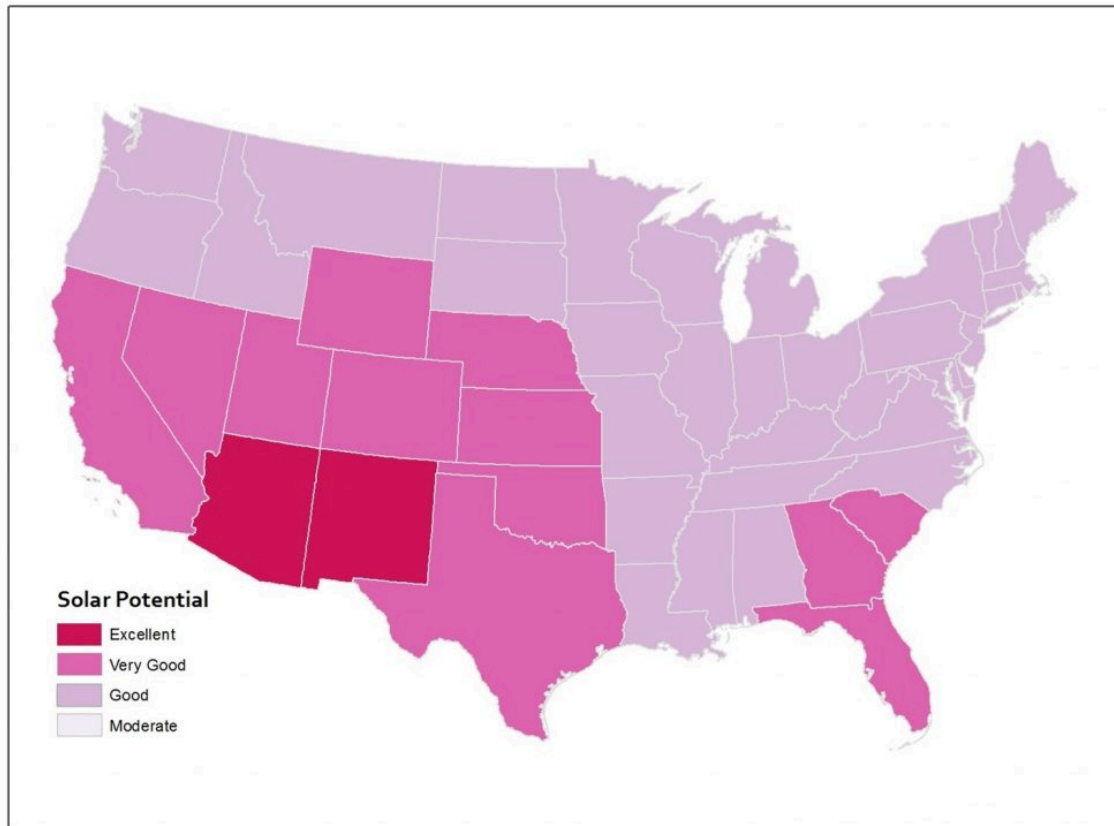 Solar Potential
Excellent
Very Good
Good
Moderate